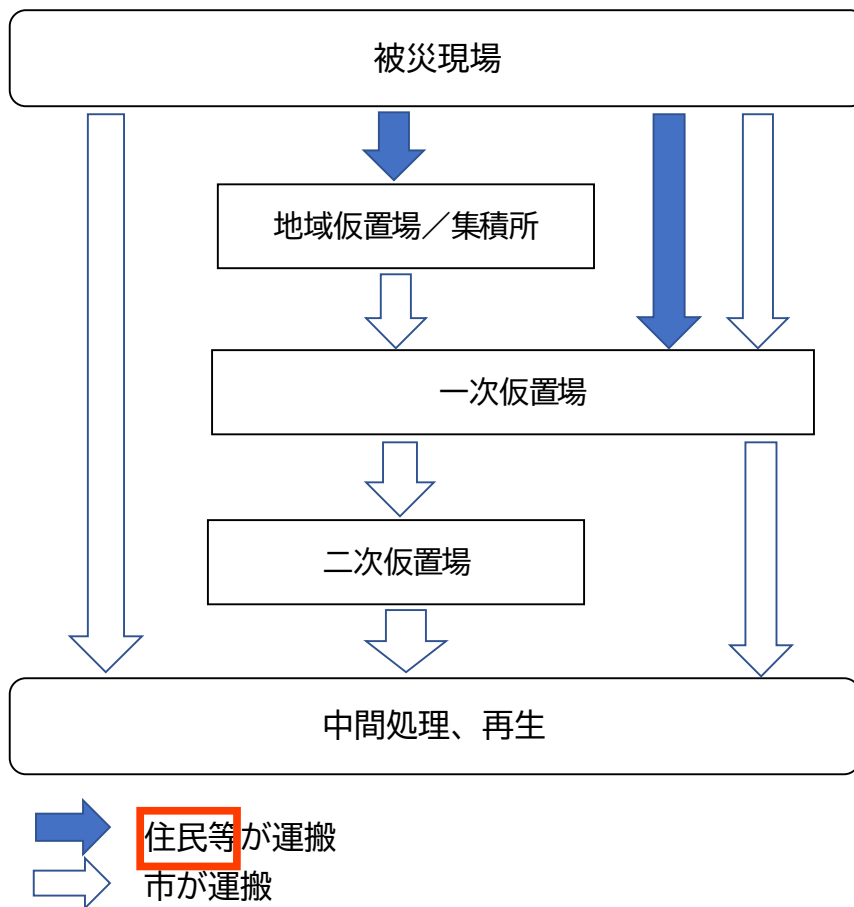 被災現場
地域仮置場／集積所
一次仮置場
二次仮置場
中間処理、再生
住民等が運搬
市が運搬